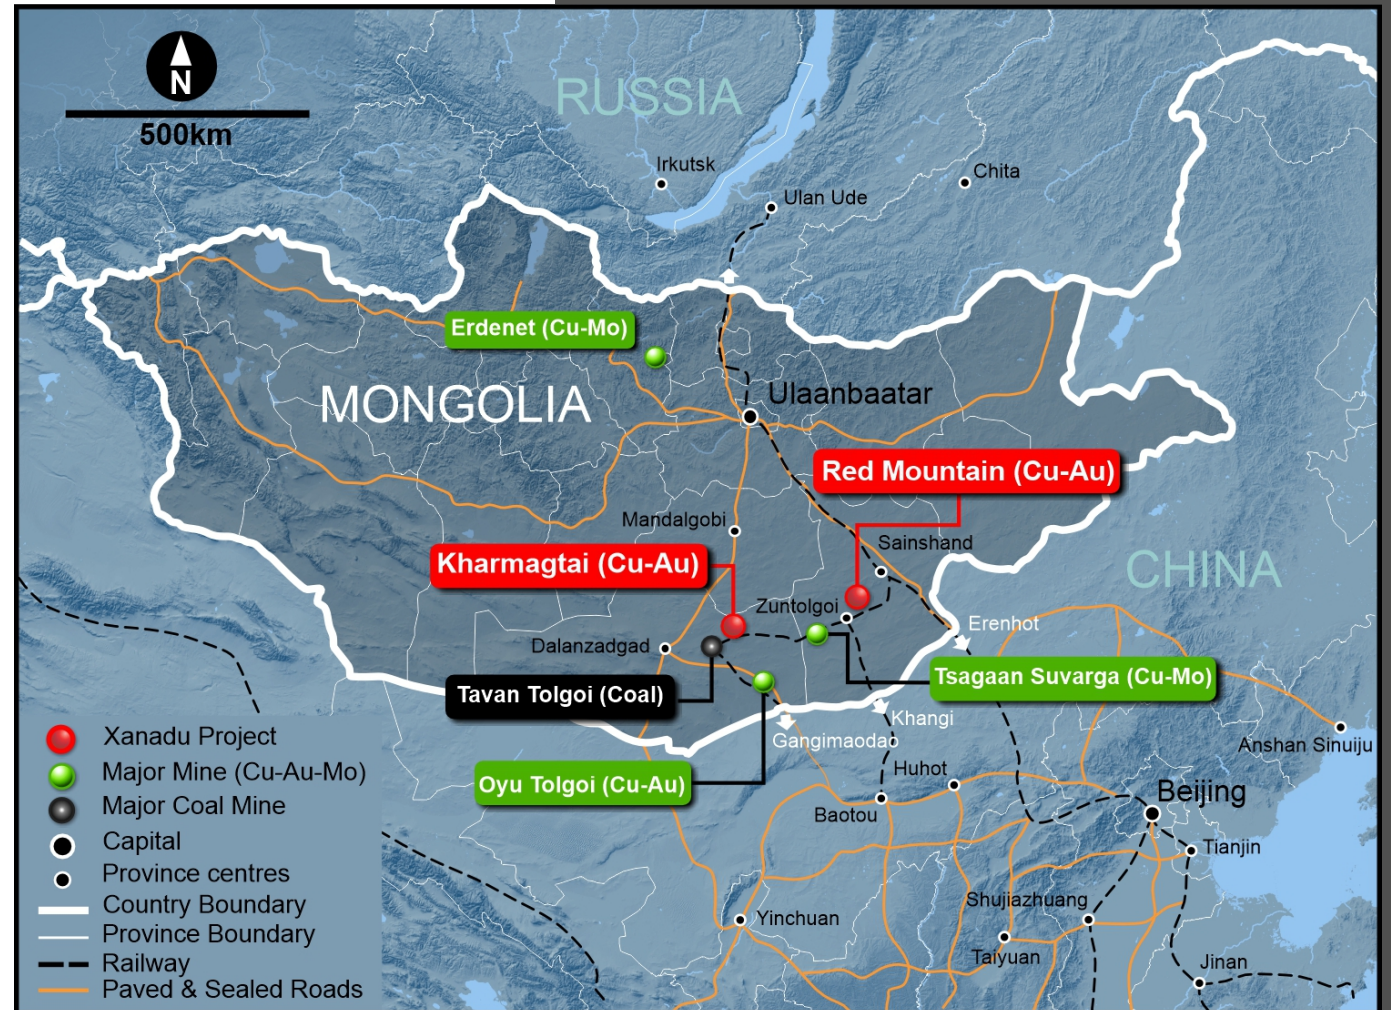 N
500km
RUSSIA
Irkutsk
Chita
Ulan Ude
Erdenet (Cu-Mo)
MONGOLIA
Ulaanbaatar
Red Mountain (Cu-Au)
Mandalgobi
Sainshand
Kharmagtai (Cu-Au)
CHINA
Zuntolgoi
Erenhot
Dalanzadgad
Tsagaan Suvarga (Cu-Mo)
Tavan Tolgoi (Coal)
Khangi
Gangimaodao
Anshan Sinuiju
Oyu Tolgoi (Cu-Au)
Huhot
Beijing
Baotou
Tianjin
Shujiazhuang
Yinchuan
Taiyuan
Jinan
Xanadu Project
Major Mine (Cu-Au-Mo)
Major Coal Mine
Capital
Province centres
Country Boundary
Province Boundary
Railway
Paved & Sealed Roads